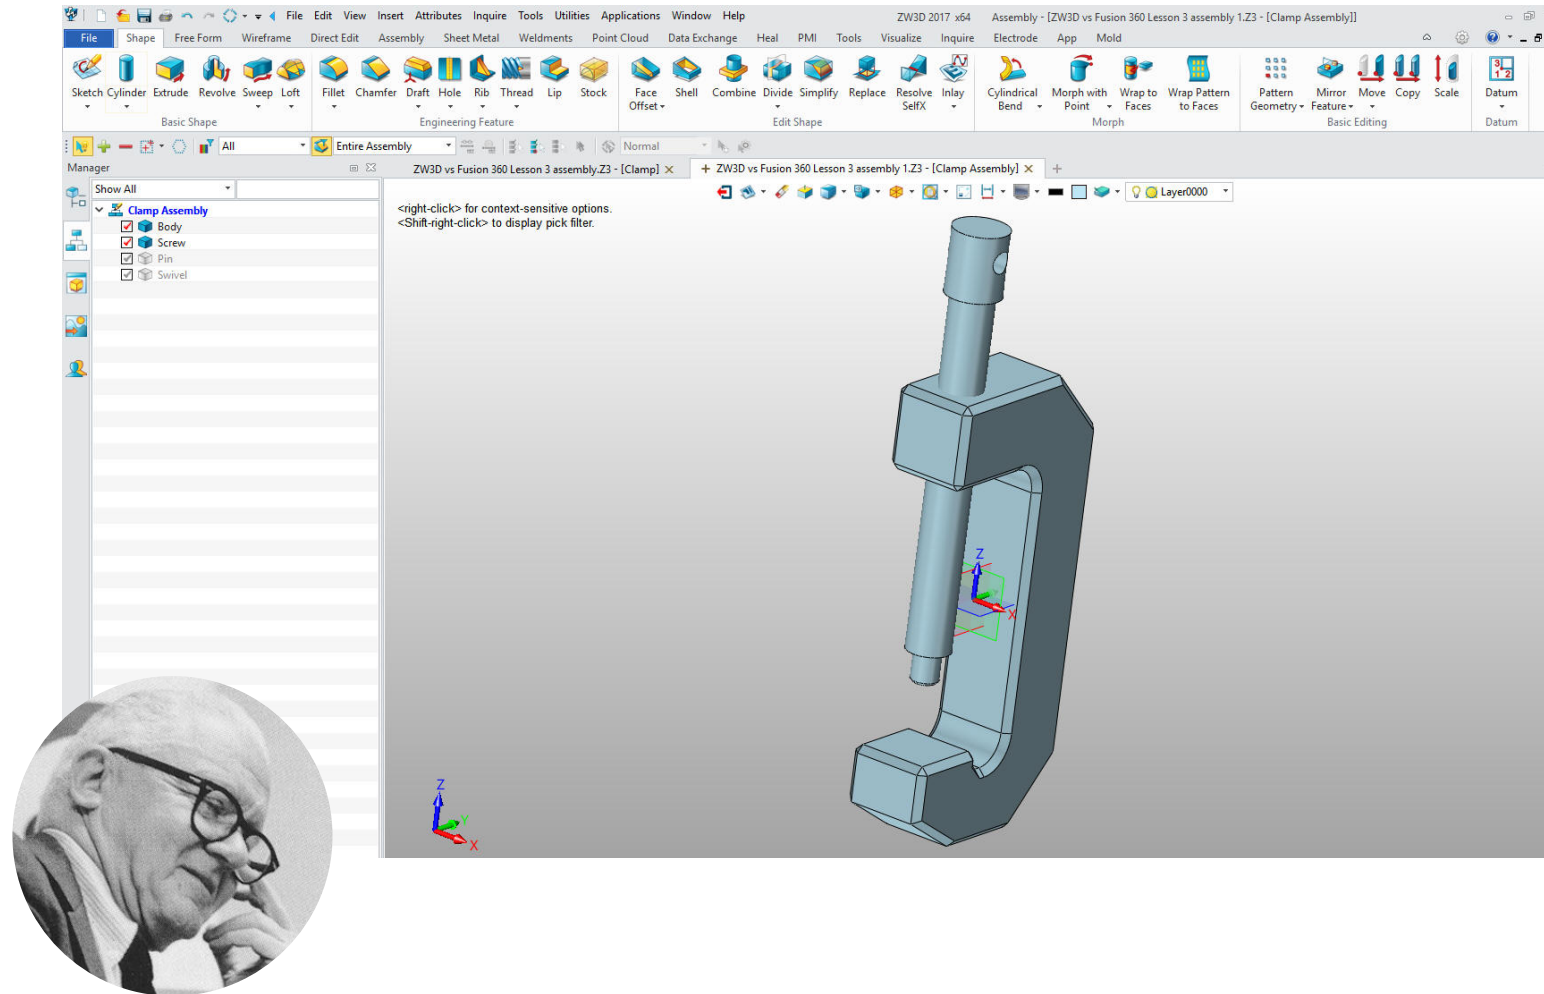 File Edit View Insert Attributes Inquire Tools Utilities Applications Window Help ZW3D 2017 x64 Assembly - [ZW3D vs Fusion 360 Lesson 3 assembly 1.Z3 - [Clamp Assembly]]
File Shape Free Form Wireframe Direct Edit Assembly Sheet Metal Weldments Point Cloud Data Exchange Heal PMI Tools Visualize Inquire Electrode App Mold
Sketch Cylinder Extrude Revolve Sweep Loft Fillet Chamfer Draft Hole Rib Thread Lip Stock Face Shell Combine Divide Simplify Replace Resolve Inlay Cylindrical Morph with Wrap to Wrap Pattern Pattern Mirror Move Copy Scale Datum
Offset SelfX Bend Point Faces to Faces Geometry Feature
Basic Shape Engineering Feature Edit Shape Morph Basic Editing Datum
All Entire Assembly Normal
Manager ZW3D vs Fusion 360 Lesson 3 assembly.Z3 - [Clamp] ZW3D vs Fusion 360 Lesson 3 assembly 1.Z3 - [Clamp Assembly]
Show All Layer0000
Clamp Assembly
<right-click> for context-sensitive options.
<Shift-right-click> to display pick filter.
Body
Screw
Pin
Swivel
Z
X
Z
Y
X